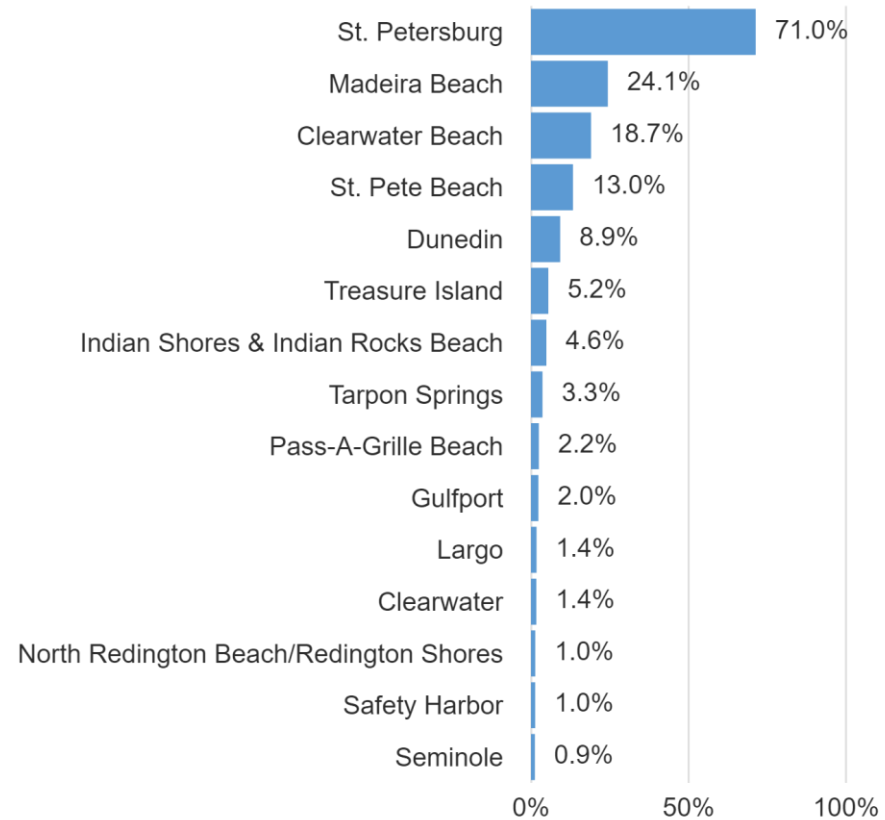 St. Petersburg 71.0%
Madeira Beach 24.1%
Clearwater Beach 18.7%
St. Pete Beach 13.0%
Dunedin 8.9%
Treasure Island 5.2%
Indian Shores & Indian Rocks Beach 4.6%
Tarpon Springs 3.3%
Pass-A-Grille Beach 2.2%
Gulfport 2.0%
Largo 1.4%
Clearwater 1.4%
North Redington Beach/Redington Shores 1.0%
Safety Harbor 1.0%
Seminole 0.9%
0% 50% 100%